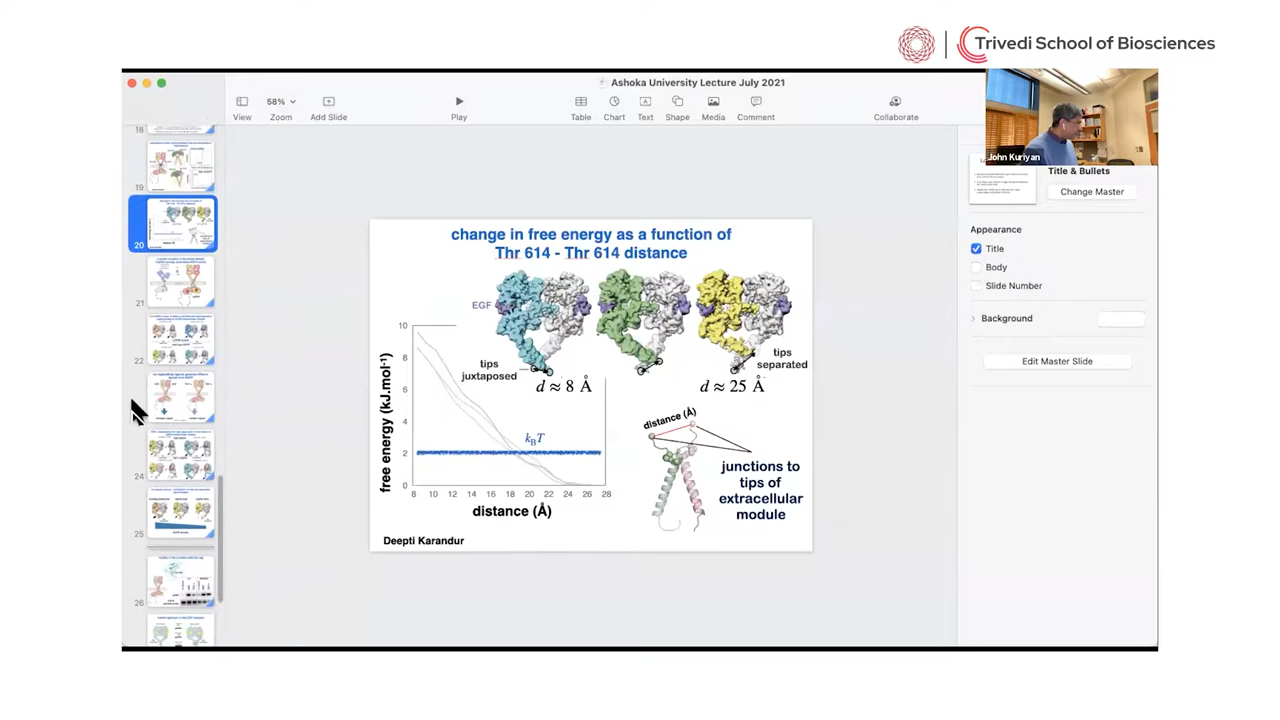 Trivedi School of Biosciences
Ashoka University Lecture July 2021
58%
View
Zoom
Add Slide
Play
Table
Chart
Text
Shape
Media
Comment
Collaborate
John Kuriyan
18
19
20
21
22
24
25
26
Title & Bullets
Change Master
Appearance
Title
Body
Slide Number
Background
Edit Master Slide
change in free energy as a function of
Thr 614 - Thr 614 distance
EGF
tips
juxtaposed
d ≈ 8 Å
tips
separated
d ≈ 25 Å
free energy (kJ.mol⁻¹)
10
8
6
4
2
0
kBT
8 10 12 14 16 18 20 22 24 26 28
distance (Å)
distance (Å)
junctions to
tips of
extracellular
module
Deepti Karandur